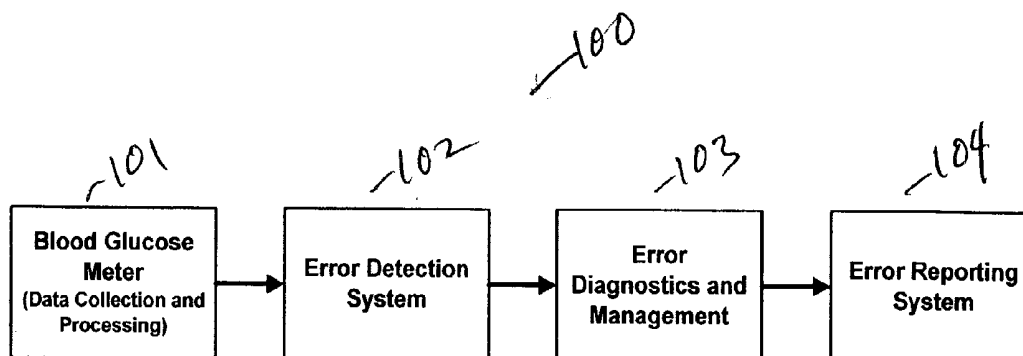 100
101
102
103
104
Blood Glucose
Meter
(Data Collection and
Processing)
Error Detection
System
Error
Diagnostics and
Management
Error Reporting
System